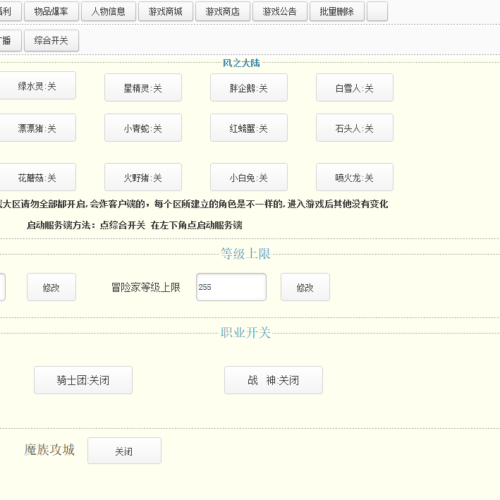 福利 物品爆率 人物信息 游戏商城 游戏商店 游戏公告 批量删除
广播 综合开关
风之大陆
绿水灵:关 星精灵:关 胖企鹅:关 白雪人:关
漂漂猪:关 小青蛇:关 红螃蟹:关 石头人:关
花蘑菇:关 火野猪:关 小白兔:关 喷火龙:关
大区请勿全部都开启,会炸客户端的，每个区所建立的角色是不一样的,进入游戏后其他没有变化
启动服务端方法：点综合开关 在左下角点启动服务端
等级上限
修改 冒险家等级上限 255 修改
职业开关
骑士团:关闭 战 神:关闭
魔族攻城 关闭